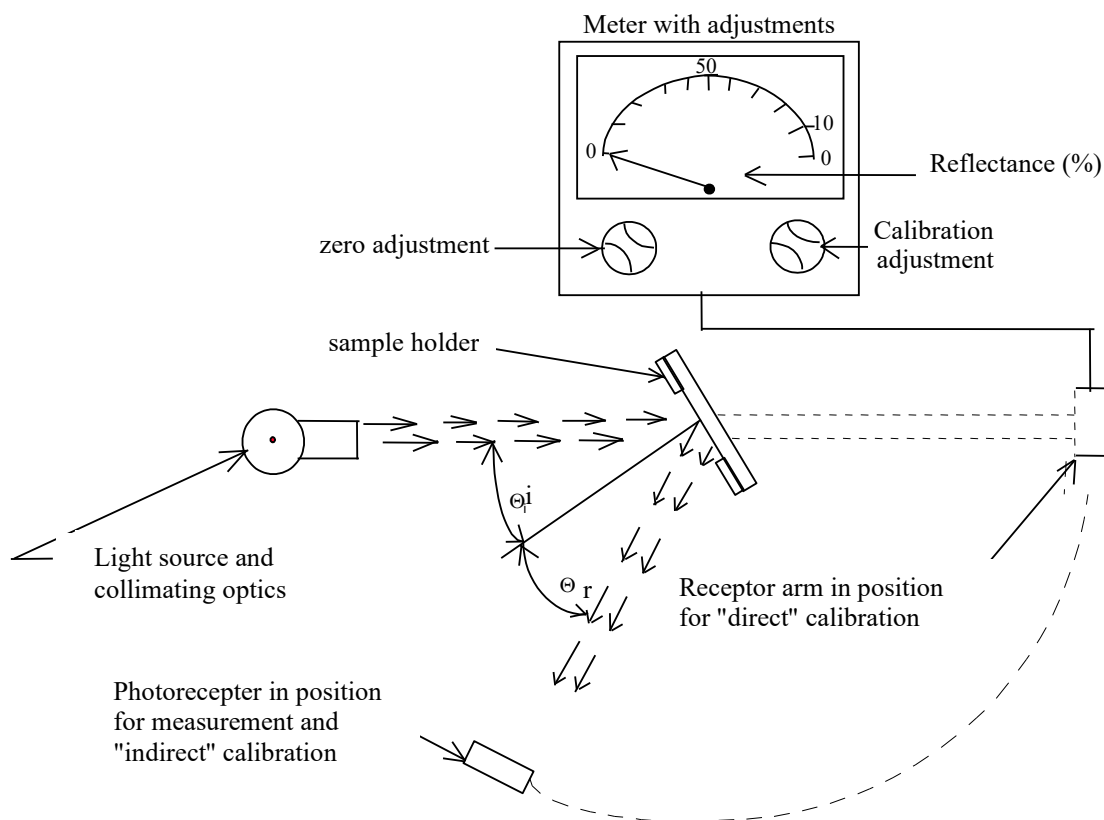 Meter with adjustments
50
10
0
0
Reflectance (%)
zero adjustment
Calibration
adjustment
sample holder
Θi
Light source and
collimating optics
Θ r
Receptor arm in position
for "direct" calibration
Photorecepter in position
for measurement and
"indirect" calibration